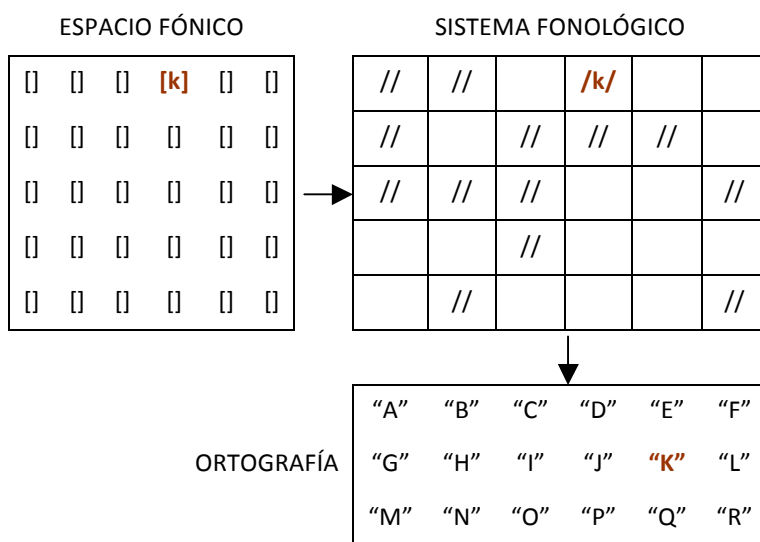 ESPACIO FÓNICO SISTEMA FONOLÓGICO
[] [] [] [k] [] [] // // /k/
[] [] [] [] [] [] // // // //
[] [] [] [] [] [] // // // //
[] [] [] [] [] [] //
[] [] [] [] [] [] // //
“A” “B” “C” “D” “E” “F”
ORTOGRAFÍA “G” “H” “I” “J” “K” “L”
“M” “N” “O” “P” “Q” “R”